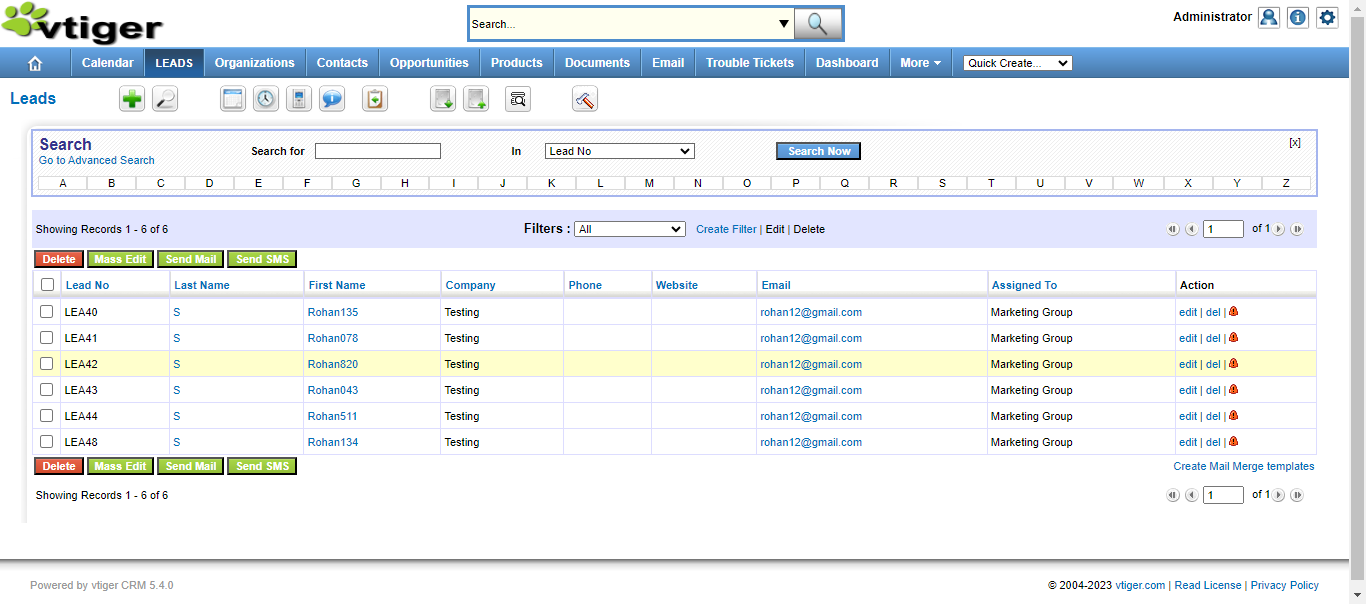 vtiger
Search...
Administrator
Calendar LEADS Organizations Contacts Opportunities Products Documents Email Trouble Tickets Dashboard More Quick Create...
Leads
Search
Go to Advanced Search
Search for In Lead No Search Now [x]
A B C D E F G H I J K L M N O P Q R S T U V W X Y Z
Showing Records 1 - 6 of 6 Filters : All Create Filter | Edit | Delete 1 of 1
Delete Mass Edit Send Mail Send SMS
Lead No Last Name First Name Company Phone Website Email Assigned To Action
LEA40 S Rohan135 Testing rohan12@gmail.com Marketing Group edit | del |
LEA41 S Rohan078 Testing rohan12@gmail.com Marketing Group edit | del |
LEA42 S Rohan820 Testing rohan12@gmail.com Marketing Group edit | del |
LEA43 S Rohan043 Testing rohan12@gmail.com Marketing Group edit | del |
LEA44 S Rohan511 Testing rohan12@gmail.com Marketing Group edit | del |
LEA48 S Rohan134 Testing rohan12@gmail.com Marketing Group edit | del |
Delete Mass Edit Send Mail Send SMS Create Mail Merge templates
Showing Records 1 - 6 of 6 1 of 1
Powered by vtiger CRM 5.4.0 © 2004-2023 vtiger.com | Read License | Privacy Policy